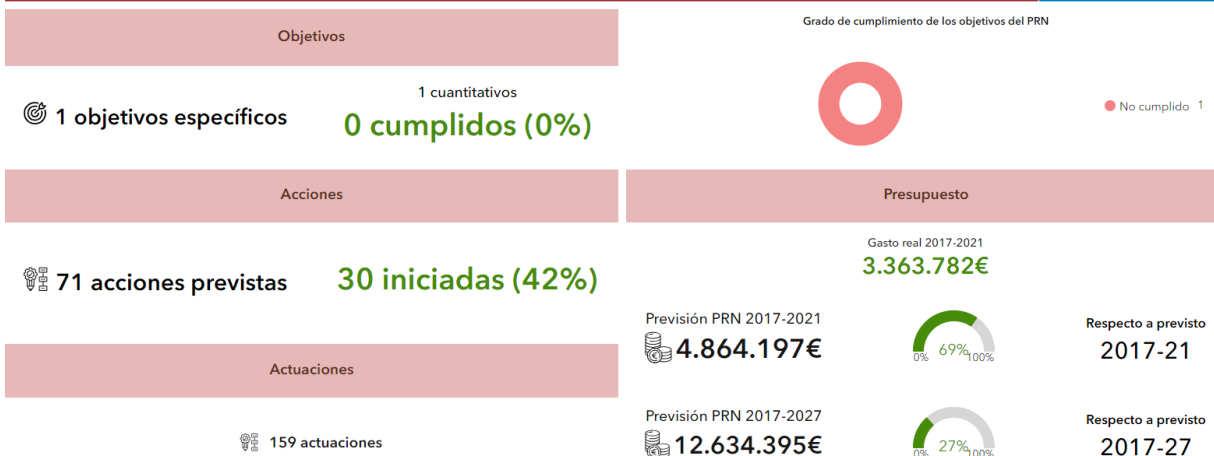 Objetivos
1 objetivos específicos
1 cuantitativos
0 cumplidos (0%)
Grado de cumplimiento de los objetivos del PRN
No cumplido 1
Acciones
71 acciones previstas
30 iniciadas (42%)
Presupuesto
Gasto real 2017-2021
3.363.782€
Previsión PRN 2017-2021
4.864.197€
0% 69% 100%
Respecto a previsto
2017-21
Actuaciones
159 actuaciones
Previsión PRN 2017-2027
12.634.395€
0% 27% 100%
Respecto a previsto
2017-27